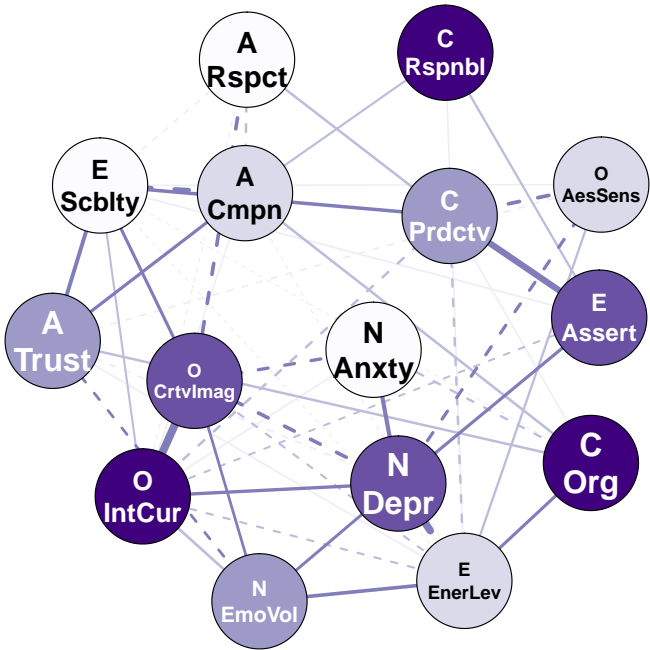 A
Rspct
C
Rspnbl
E
Scblty
A
Cmpn
O
AesSens
C
Prdctv
E
Assert
A
Trust
N
Anxty
O
CrtvImag
C
Org
N
Depr
O
IntCur
E
EnerLev
N
EmoVol